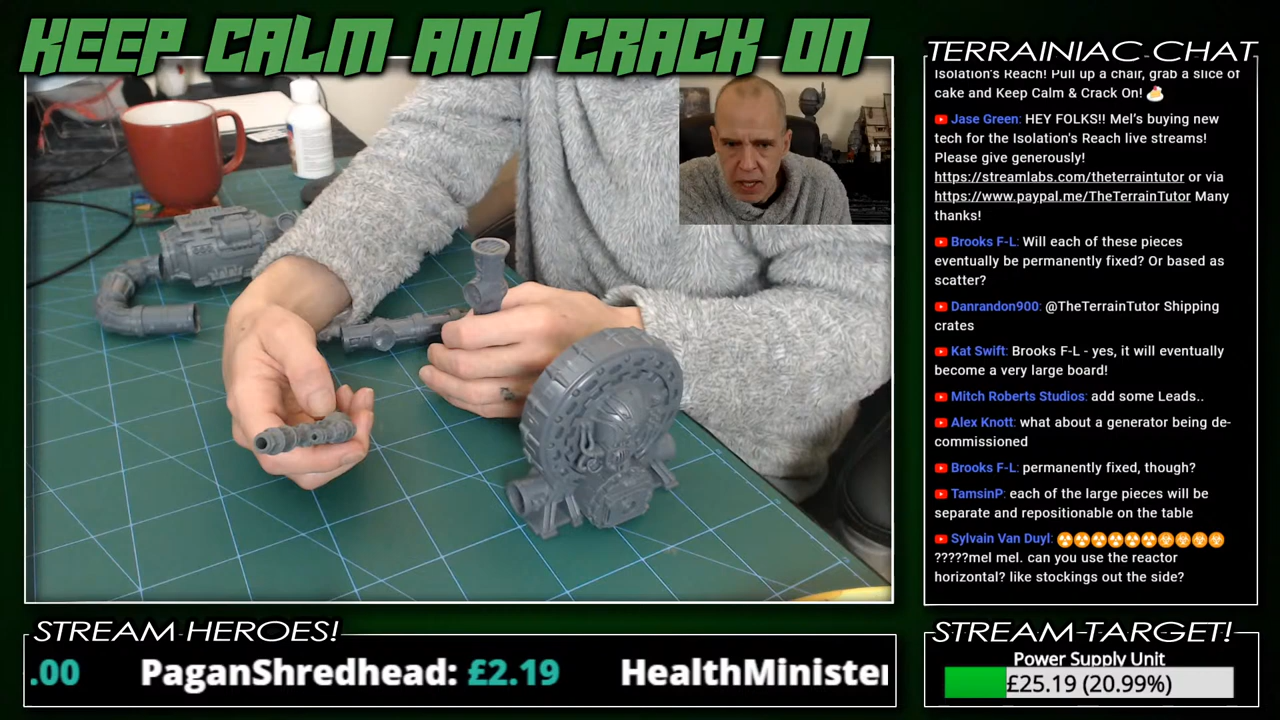 KEEP CALM AND CRACK ON
TERRAINIAC CHAT
Isolation's Reach! Pull up a chair, grab a slice of
cake and Keep Calm & Crack On! 🍰
Jase Green: HEY FOLKS!! Mel's buying new
tech for the Isolation's Reach live streams!
Please give generously!
https://streamlabs.com/theterraintutor or via
https://www.paypal.me/TheTerrainTutor Many
thanks!
Brooks F-L: Will each of these pieces
eventually be permanently fixed? Or based as
scatter?
Danrandon900: @TheTerrainTutor Shipping
crates
Kat Swift: Brooks F-L - yes, it will eventually
become a very large board!
Mitch Roberts Studios: add some Leads..
Alex Knott: what about a generator being de-
commissioned
Brooks F-L: permanently fixed, though?
TamsinP: each of the large pieces will be
separate and repositionable on the table
Sylvain Van Duyl: ☢☢☢☢☢☢☣☣☣☣
?????mel mel. can you use the reactor
horizontal? like stockings out the side?
STREAM HEROES!
.00 PaganShredhead: £2.19 HealthMinister
STREAM TARGET!
Power Supply Unit
£25.19 (20.99%)